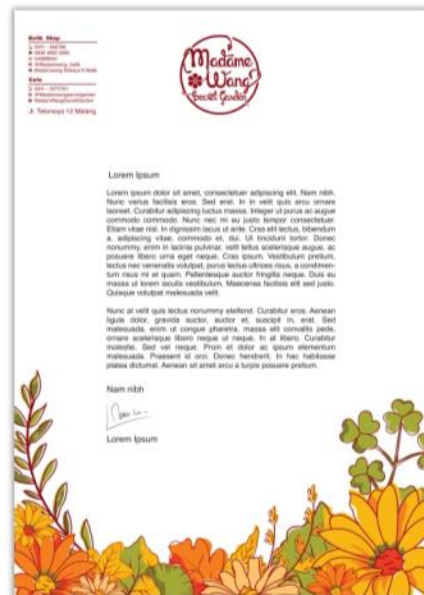 Batik Shop
Cafe
Jl. Telomoyo 12 Malang
Madame
Wang
Secret Garden
Lorem Ipsum
Lorem ipsum dolor sit amet, consectetuer adipiscing elit. Nam nibh.
Nunc varius facilisis eros. Sed erat. In in velit quis arcu ornare
laoreet. Curabitur adipiscing luctus massa. Integer ut purus ac augue
commodo commodo. Nunc nec mi eu justo tempor consectetuer.
Etiam vitae nisl. In dignissim lacus ut ante. Cras elit lectus, bibendum
a, adipiscing vitae, commodo et, dui. Ut tincidunt tortor. Donec
nonummy, enim in lacinia pulvinar, velit tellus scelerisque augue, ac
posuere libero urna eget neque. Cras ipsum. Vestibulum pretium,
lectus nec venenatis volutpat, purus lectus ultrices risus, a condimen-
tum risus mi et quam. Pellentesque auctor fringilla neque. Duis eu
massa ut lorem iaculis vestibulum. Maecenas facilisis elit sed justo.
Quisque volutpat malesuada velit.
Nunc at velit quis lectus nonummy eleifend. Curabitur eros. Aenean
ligula dolor, gravida auctor, auctor et, suscipit in, erat. Sed
malesuada, enim ut congue pharetra, massa elit convallis pede,
ornare scelerisque libero neque ut neque. In at libero. Curabitur
molestie. Sed vel neque. Proin et dolor ac ipsum elementum
malesuada. Praesent id orci. Donec hendrerit. In hac habitasse
platea dictumst. Aenean sit amet arcu a turpis posuere pretium.
Nam nibh
Lorem Ipsum